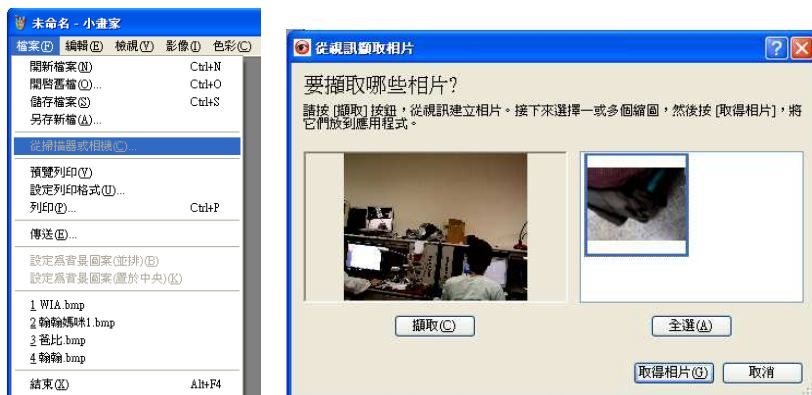 未命名 - 小畫家
檔案(F) 編輯(E) 檢視(V) 影像(I) 色彩(C)
開新檔案(N) Ctrl+N
開啓舊檔(O)... Ctrl+O
儲存檔案(S) Ctrl+S
另存新檔(A)...
從掃描器或相機(C)...
預覽列印(V)
設定列印格式(U)...
列印(P)... Ctrl+P
傳送(E)...
設定為背景圖案(並排)(B)
設定為背景圖案(置於中央)(K)
1 WIA.bmp
2 翰翰媽咪1.bmp
3 爸比.bmp
4 翰翰.bmp
結束(X) Alt+F4
從視訊擷取相片
要擷取哪些相片?
請按 [擷取] 按鈕，從視訊建立相片。接下來選擇一或多個縮圖，然後按 [取得相片]，將
它們放到應用程式。
擷取(C)
全選(A)
取得相片(G)
取消